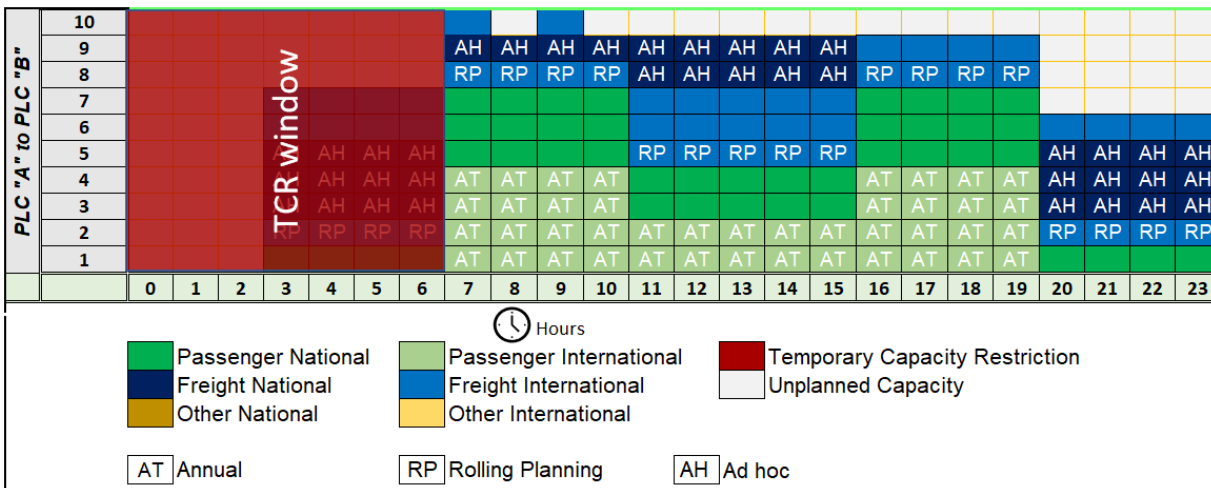 PLC "A" to PLC "B"
TCR window
10
9 AH AH AH AH AH AH AH AH AH
8 RP RP RP RP AH AH AH AH AH RP RP RP RP
7
6
5 AH AH AH AH RP RP RP RP RP AH AH AH AH
4 AH AH AH AH AT AT AT AT AT AT AT AT AH AH AH AH
3 AH AH AH AH AT AT AT AT AT AT AT AT AH AH AH AH
2 RP RP RP RP AT AT AT AT AT AT AT AT AT AT AT AT AT RP RP RP RP
1 AT AT AT AT AT AT AT AT AT AT AT AT AT
0 1 2 3 4 5 6 7 8 9 10 11 12 13 14 15 16 17 18 19 20 21 22 23
Hours
Passenger National Passenger International Temporary Capacity Restriction
Freight National Freight International Unplanned Capacity
Other National Other International
AT Annual RP Rolling Planning AH Ad hoc